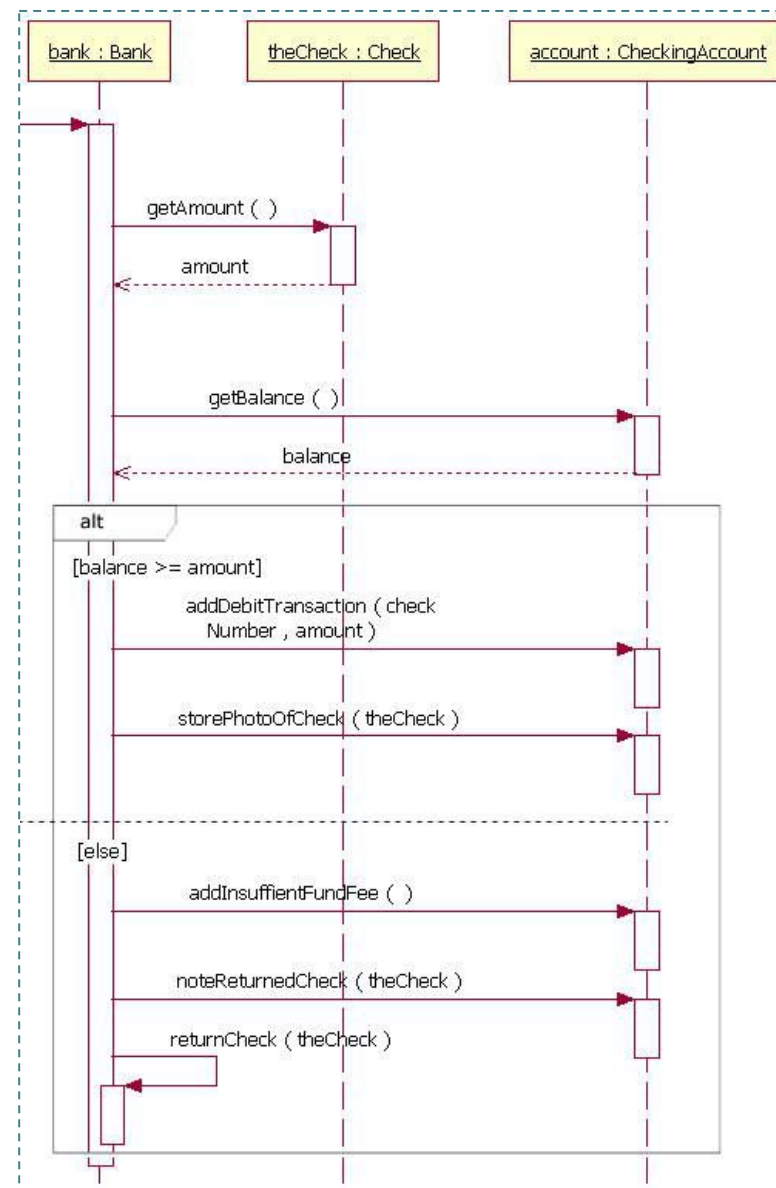 bank : Bank
theCheck : Check
account : CheckingAccount
getAmount ( )
amount
getBalance ( )
balance
alt
[balance >= amount]
addDebitTransaction ( check
Number , amount )
storePhotoOfCheck ( theCheck )
[else]
addInsuffientFundFee ( )
noteReturnedCheck ( theCheck )
returnCheck ( theCheck )